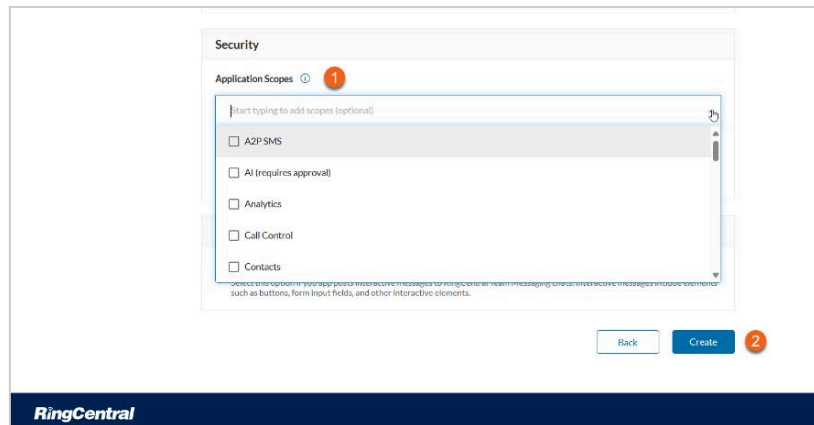 Security
Application Scopes
1
Start typing to add scopes (optional)
A2P SMS
AI (requires approval)
Analytics
Call Control
Contacts
Select this option if you app posts interactive messages to RingCentral Team Messaging chats. Interactive messages include elements
such as buttons, form input fields, and other interactive elements.
Back
Create
2
RingCentral